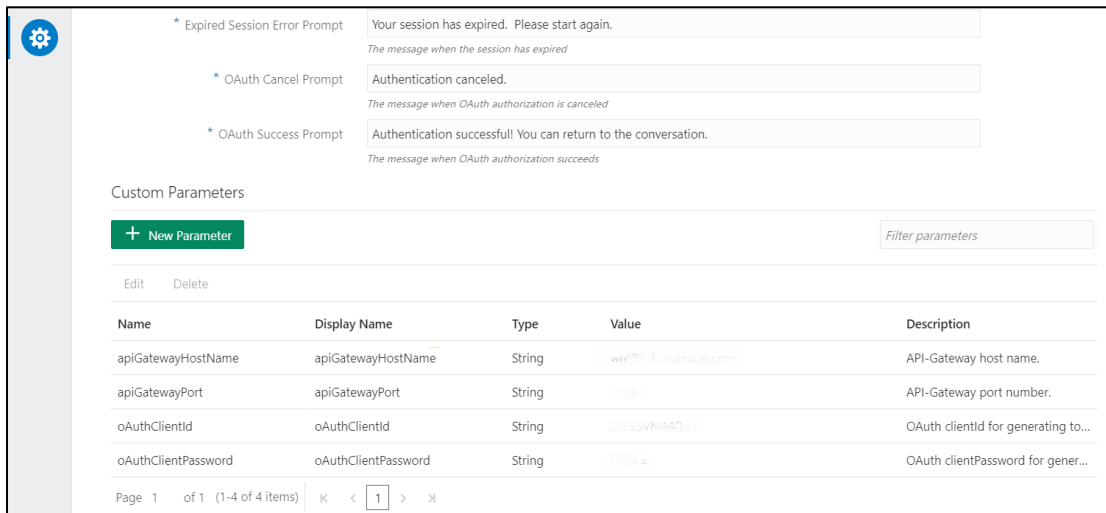 * Expired Session Error Prompt Your session has expired.  Please start again.
The message when the session has expired
* OAuth Cancel Prompt Authentication canceled.
The message when OAuth authorization is canceled
* OAuth Success Prompt Authentication successful! You can return to the conversation.
The message when OAuth authorization succeeds
Custom Parameters
+ New Parameter Filter parameters
Edit Delete
Name Display Name Type Value Description
apiGatewayHostName apiGatewayHostName String API-Gateway host name.
apiGatewayPort apiGatewayPort String API-Gateway port number.
oAuthClientId oAuthClientId String OAuth clientId for generating to...
oAuthClientPassword oAuthClientPassword String OAuth clientPassword for gener...
Page 1 of 1 (1-4 of 4 items) 1